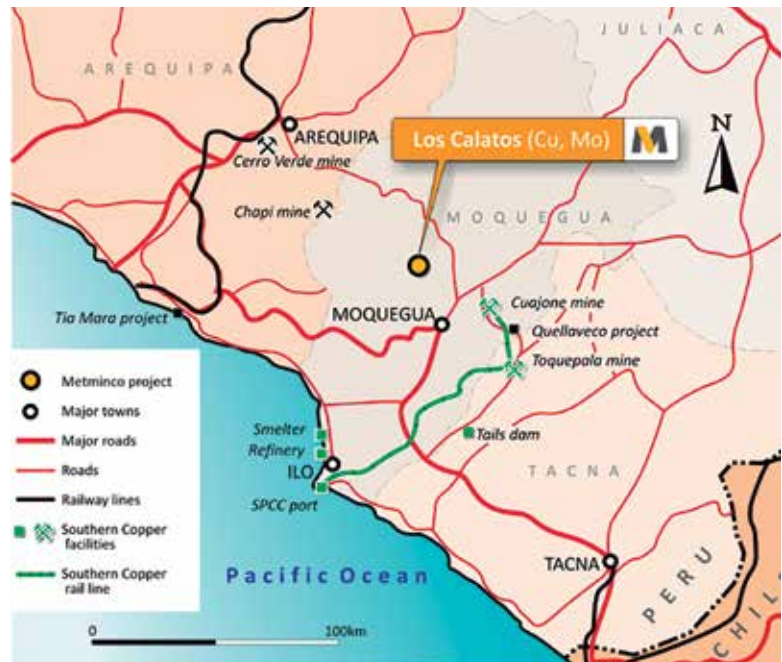 JULIACA
AREQUIPA
N
AREQUIPA
Los Calatos (Cu, Mo)
M
Cerro Verde mine
Chapi mine
MOQUEGUA
Cuajone mine
Tia Mara project
MOQUEGUA
Quellaveco project
Toquepala mine
Metminco project
Major towns
Major roads
Roads
Railway lines
Southern Copper
facilities
Southern Copper
rail line
Smelter
Refinery
ILO
SPCC port
Tails dam
TACNA
TACNA
Pacific Ocean
PERU
CHIL
0
100km